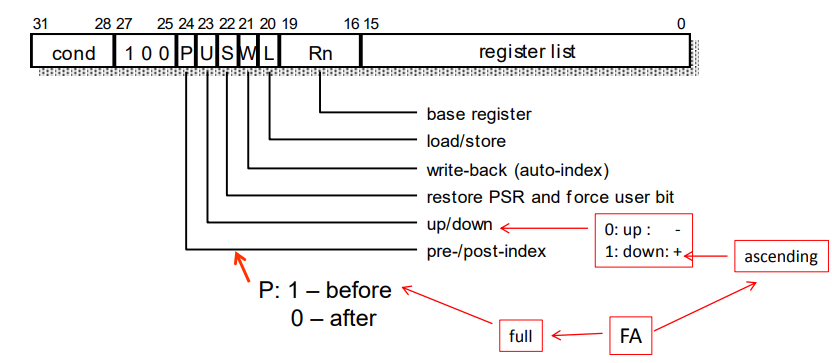 31 28 27 25 24 23 22 21 20 19 16 15 0
cond 1 0 0 P U S W L Rn register list
base register
load/store
write-back (auto-index)
restore PSR and force user bit
up/down
pre-/post-index
0: up : -
1: down: +
ascending
P: 1 – before
0 – after
full
FA